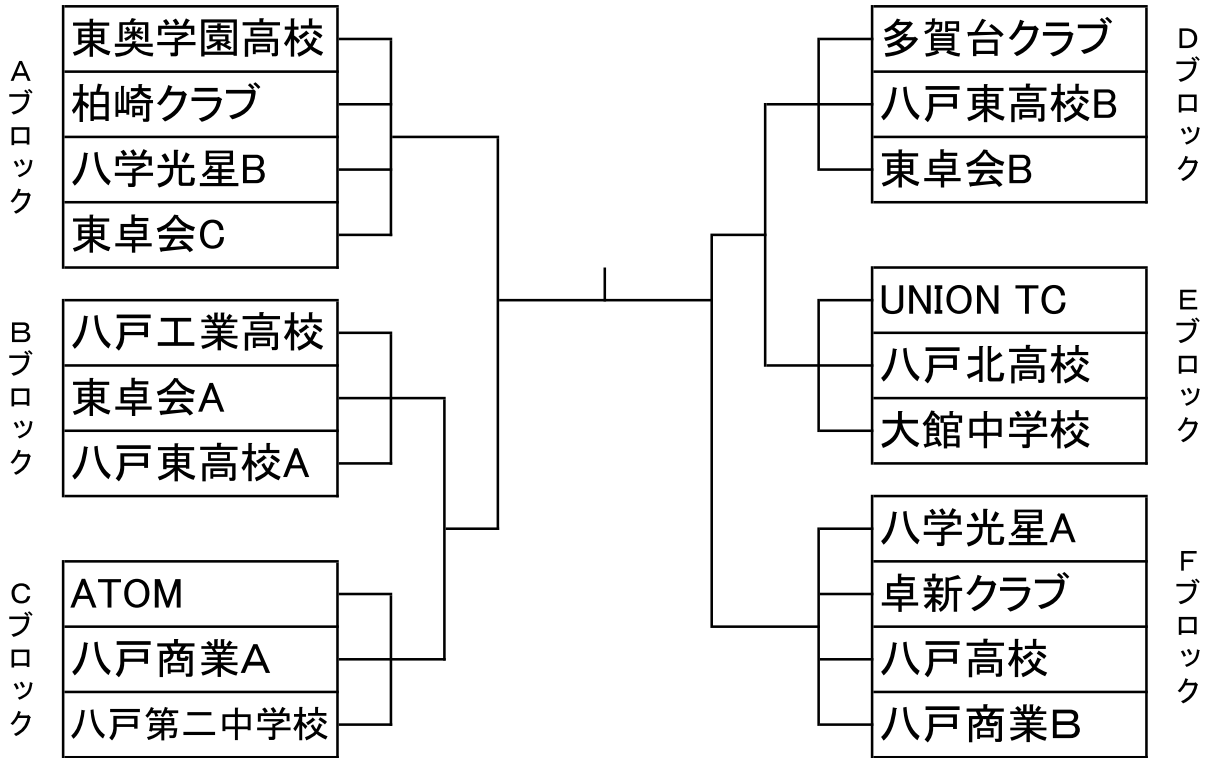 Aブロック
東奥学園高校
柏崎クラブ
八学光星B
東卓会C
Bブロック
八戸工業高校
東卓会A
八戸東高校A
Cブロック
ATOM
八戸商業A
八戸第二中学校
Dブロック
多賀台クラブ
八戸東高校B
東卓会B
Eブロック
UNION TC
八戸北高校
大館中学校
Fブロック
八学光星A
卓新クラブ
八戸高校
八戸商業B